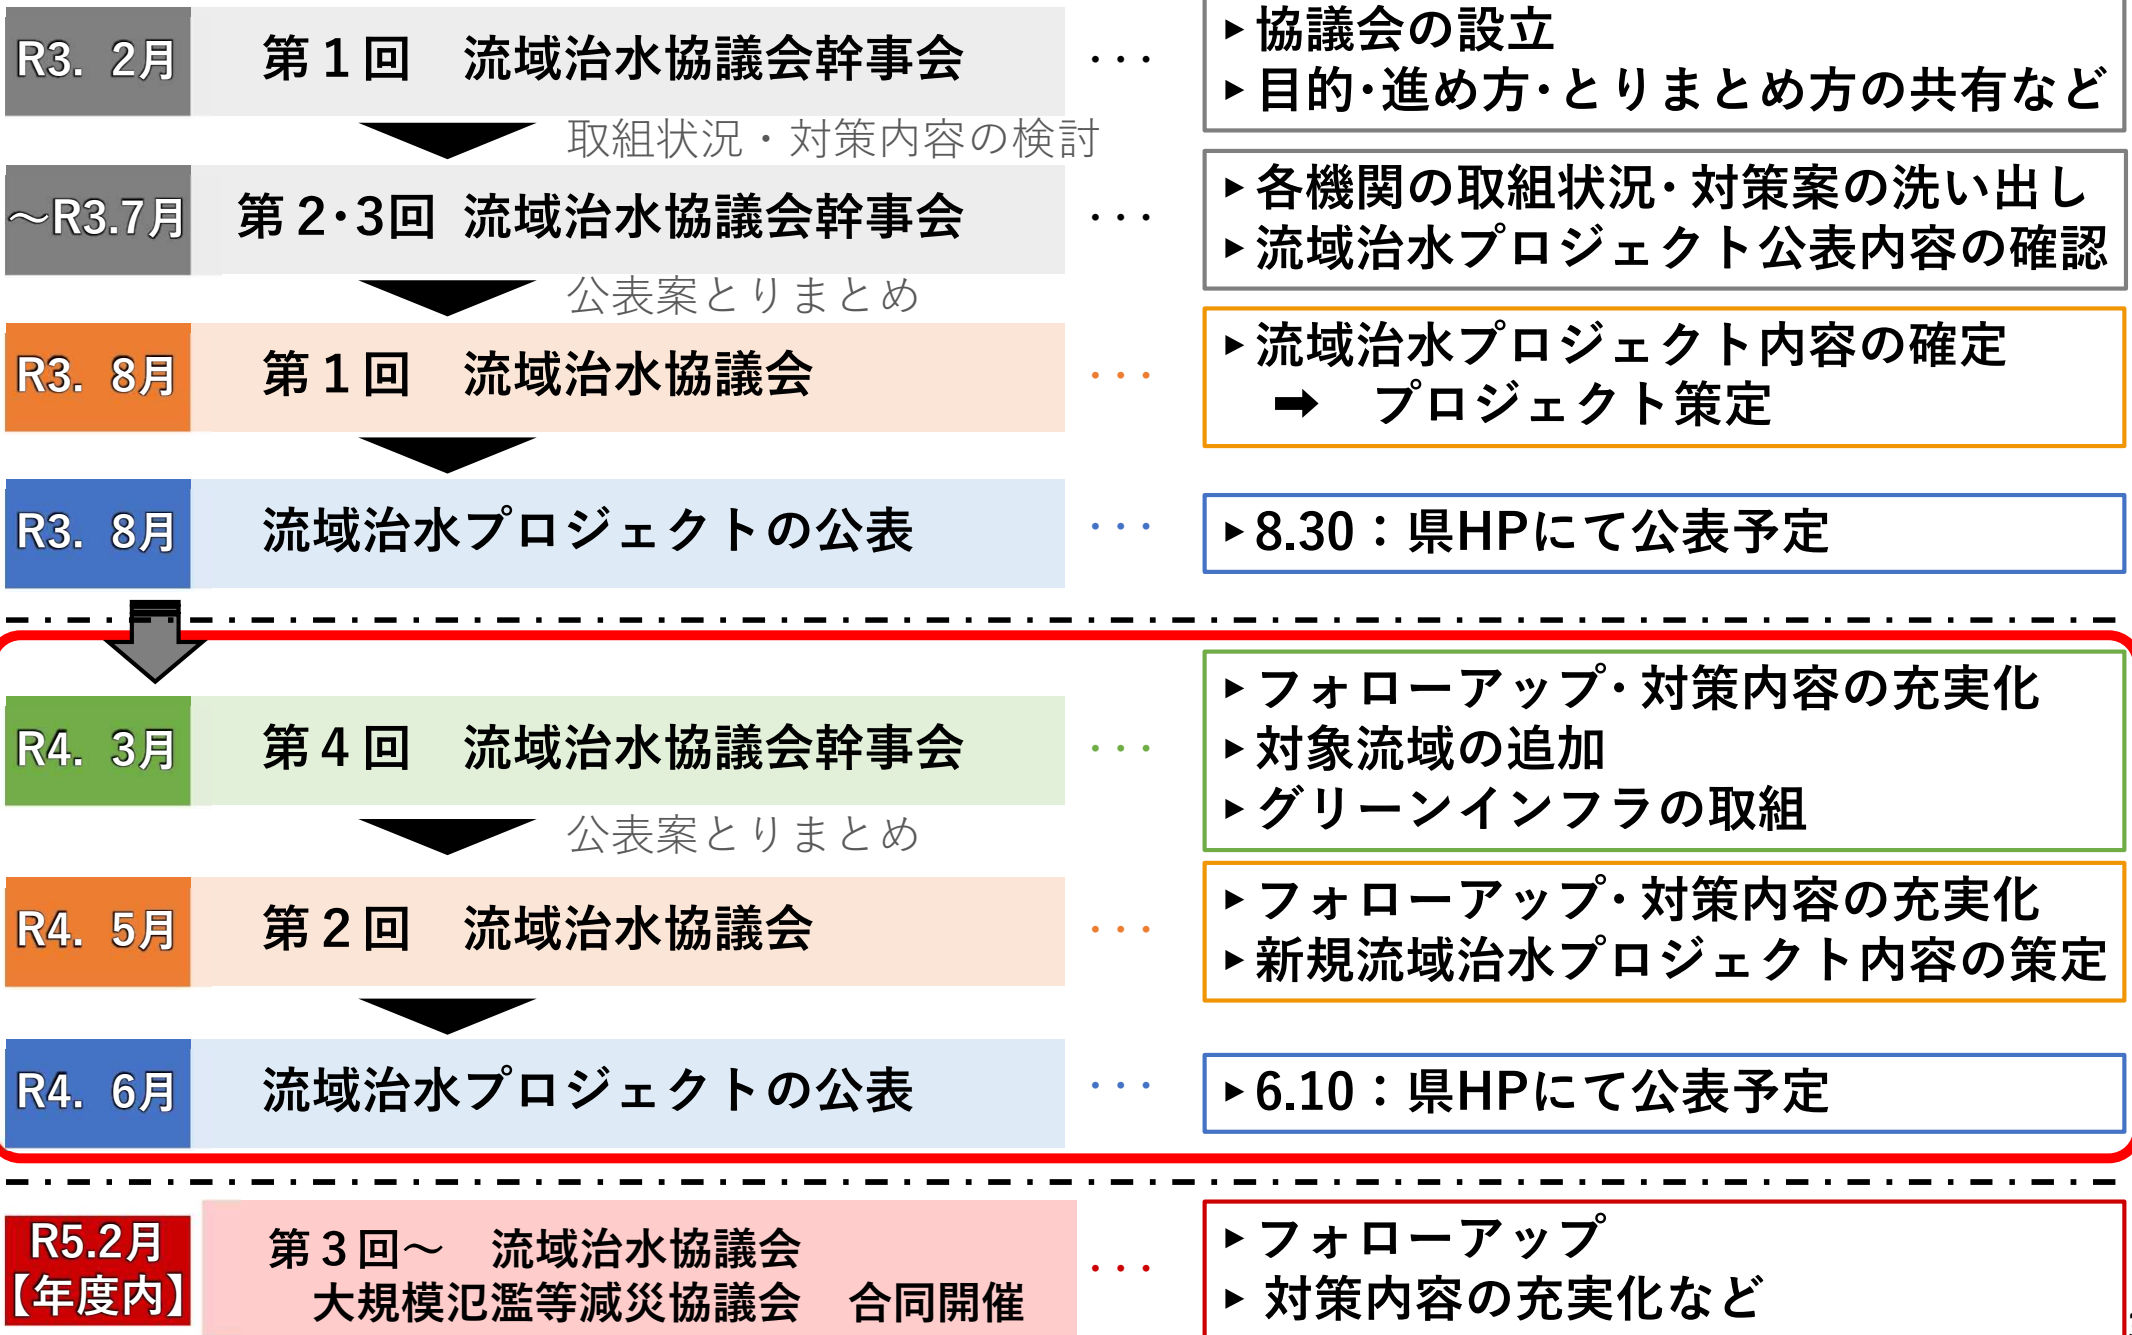 R3. 2月 第1回 流域治水協議会幹事会 ･･･ ▶協議会の設立
▶目的･進め方･とりまとめ方の共有など
取組状況・対策内容の検討
～R3.7月 第2･3回 流域治水協議会幹事会 ･･･ ▶各機関の取組状況･対策案の洗い出し
▶流域治水プロジェクト公表内容の確認
公表案とりまとめ
R3. 8月 第1回 流域治水協議会 ･･･ ▶流域治水プロジェクト内容の確定
➡ プロジェクト策定
R3. 8月 流域治水プロジェクトの公表 ･･･ ▶8.30：県HPにて公表予定
R4. 3月 第4回 流域治水協議会幹事会 ･･･ ▶フォローアップ･対策内容の充実化
▶対象流域の追加
▶グリーンインフラの取組
公表案とりまとめ
R4. 5月 第2回 流域治水協議会 ･･･ ▶フォローアップ･対策内容の充実化
▶新規流域治水プロジェクト内容の策定
R4. 6月 流域治水プロジェクトの公表 ･･･ ▶6.10：県HPにて公表予定
R5.2月 第3回～ 流域治水協議会 ･･･ ▶フォローアップ
【年度内】 大規模氾濫等減災協議会 合同開催 ▶対策内容の充実化など